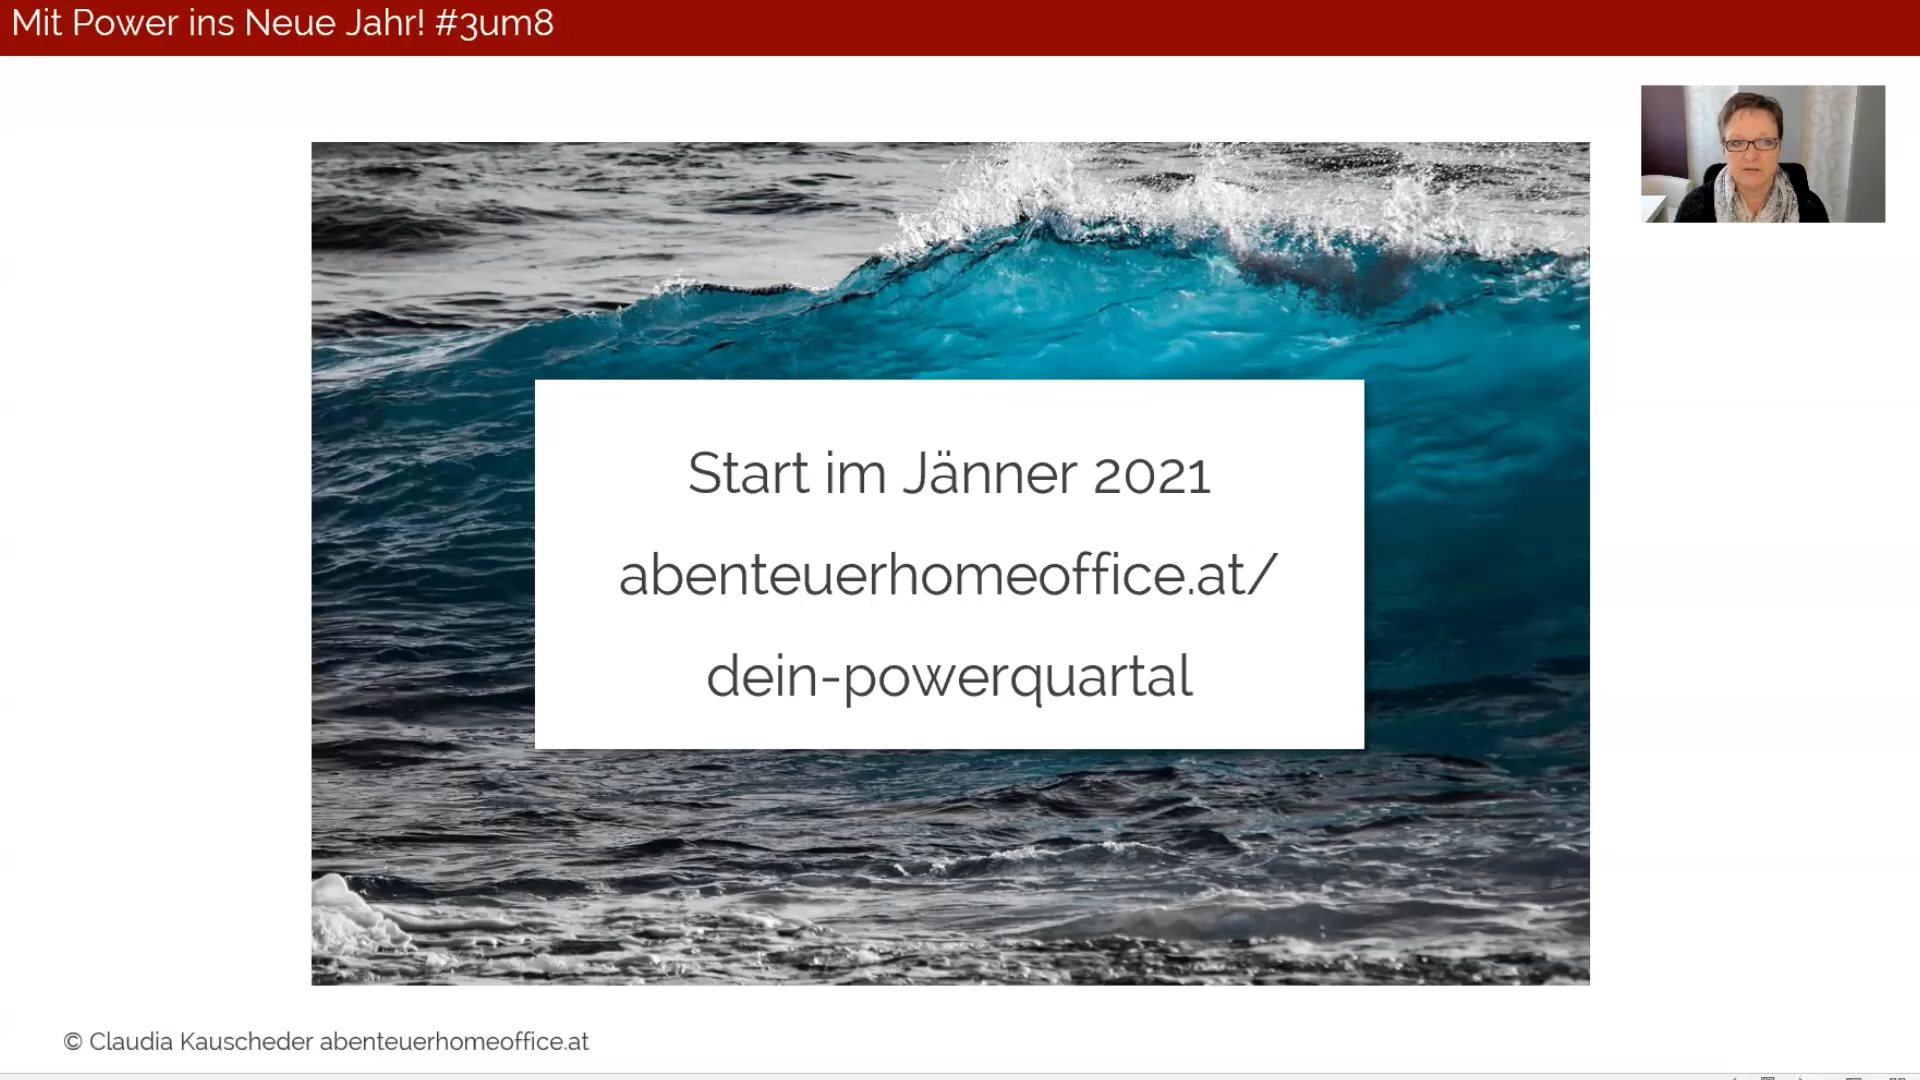 Mit Power ins Neue Jahr! #3um8
Start im Jänner 2021
abenteuerhomeoffice.at/
dein-powerquartal
© Claudia Kauscheder abenteuerhomeoffice.at